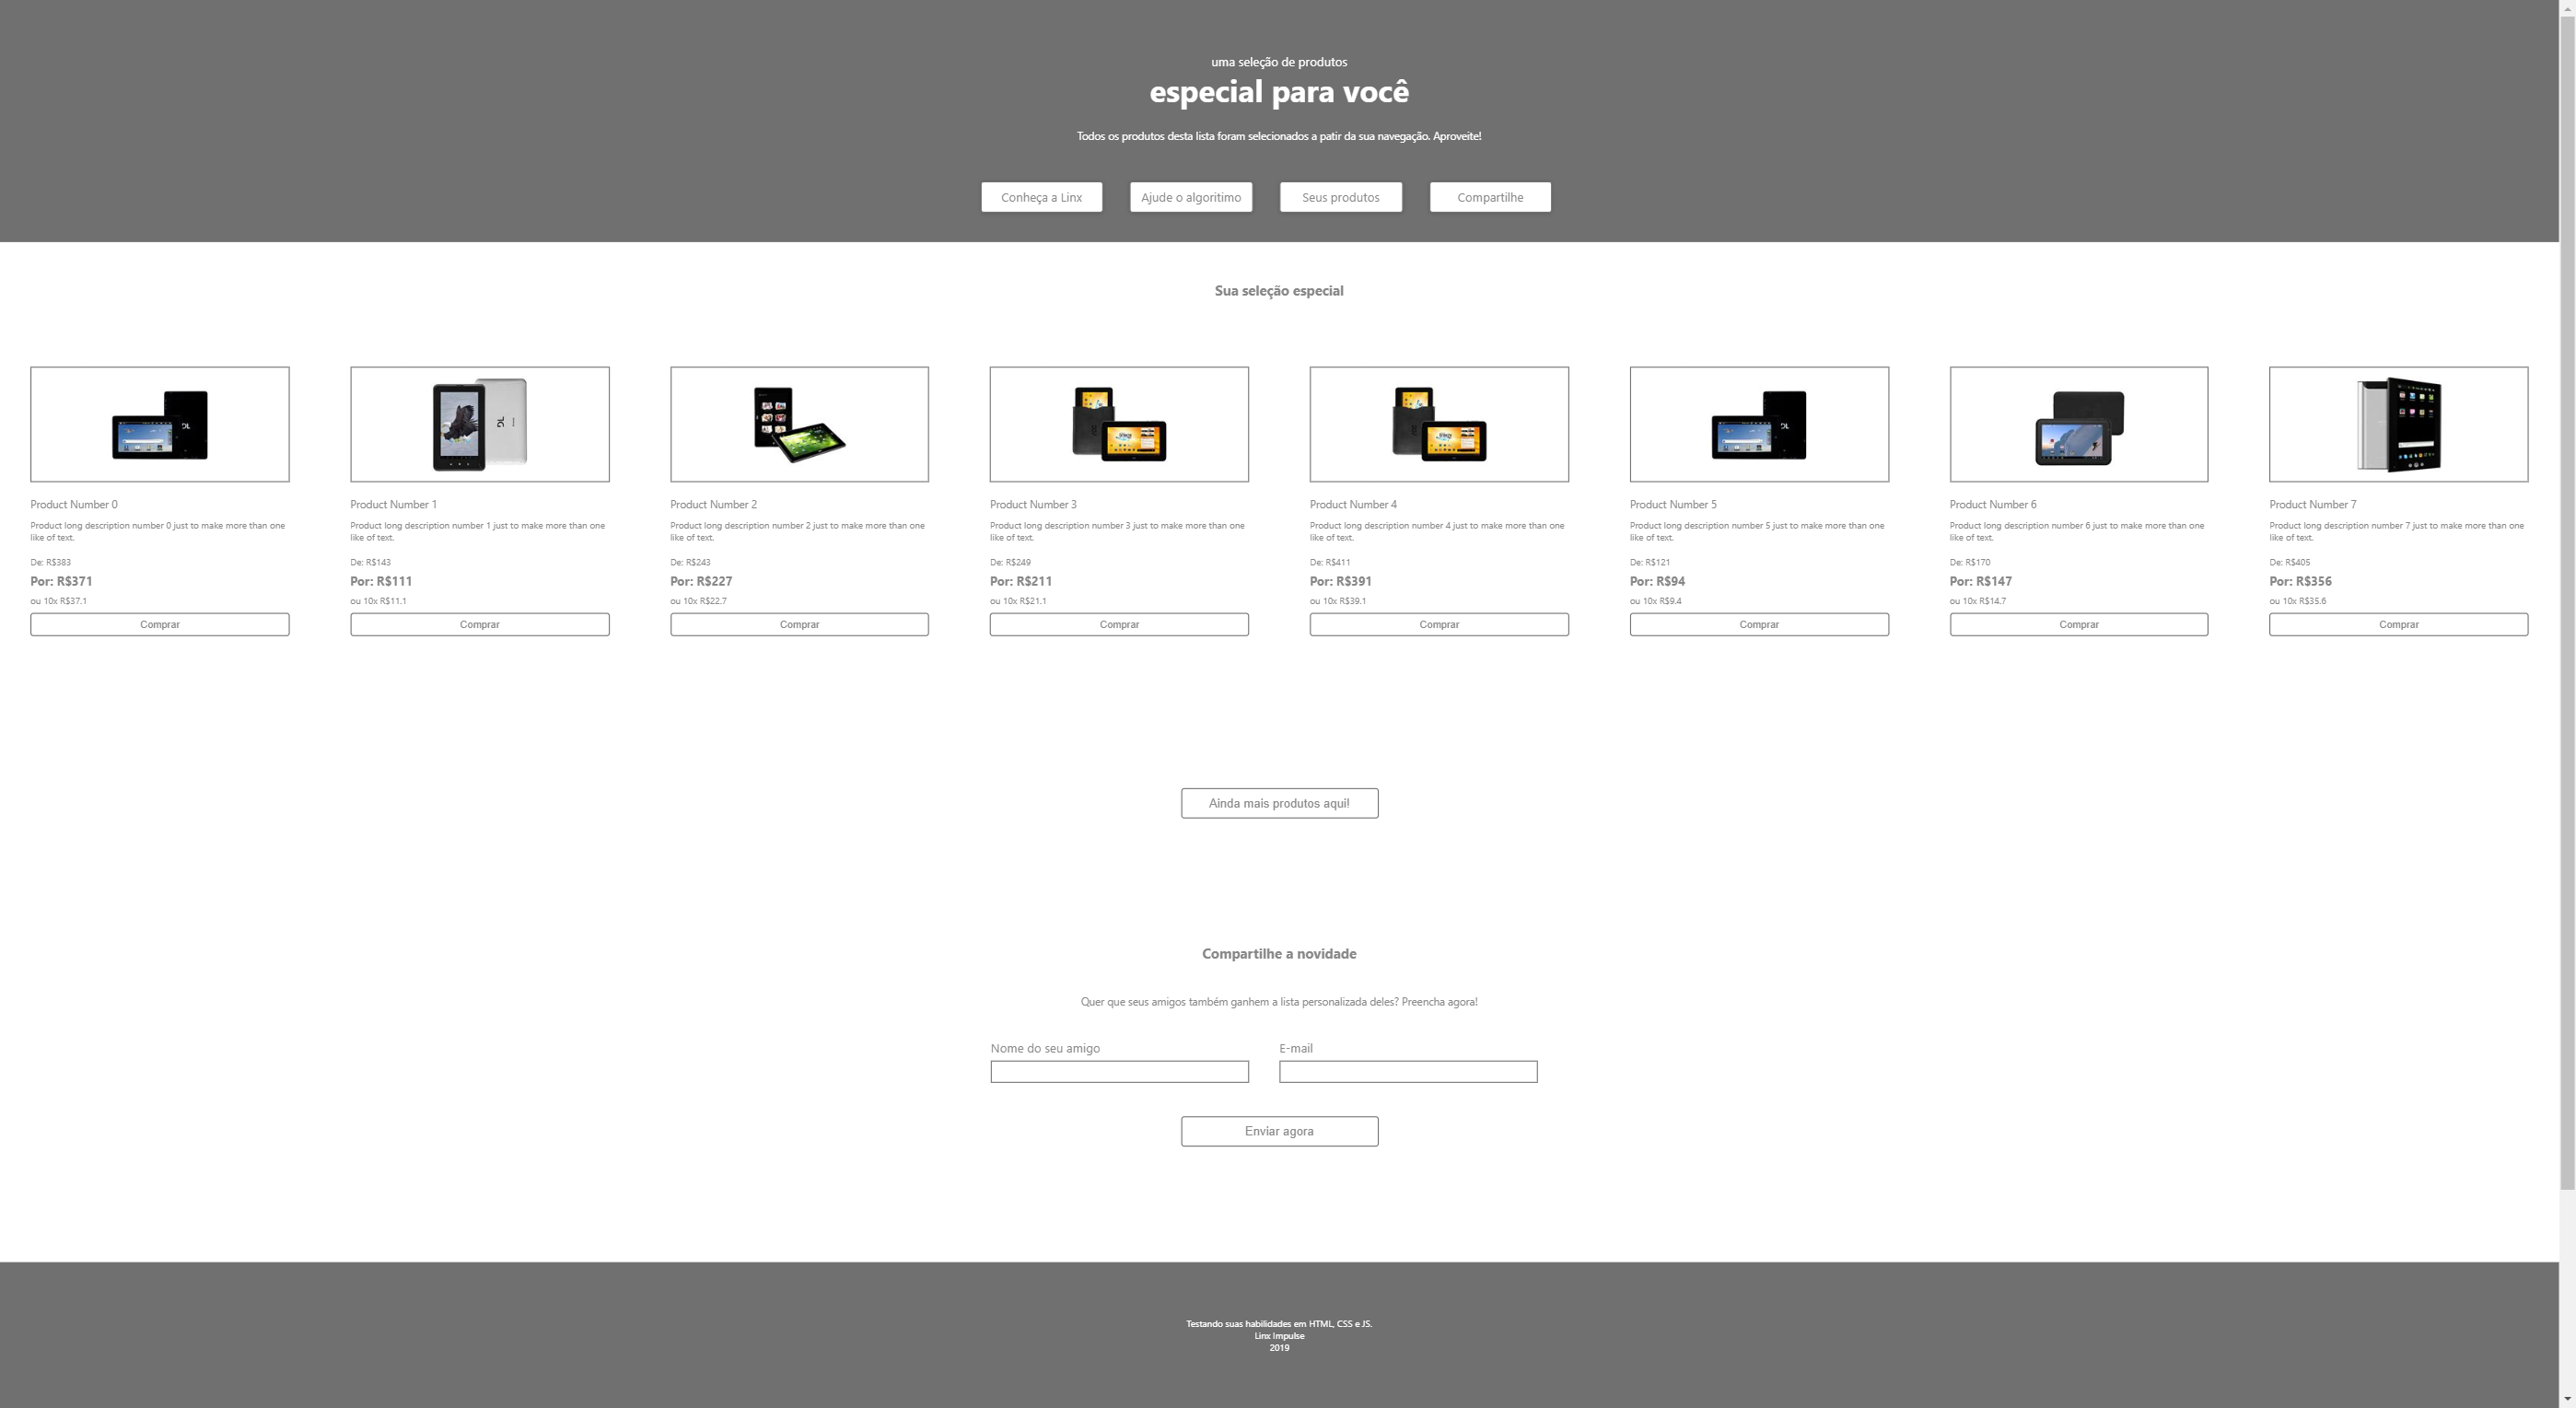 uma seleção de produtos
especial para você
Todos os produtos desta lista foram selecionados a patir da sua navegação. Aproveite!
Conheça a Linx
Ajude o algoritimo
Seus produtos
Compartilhe
Sua seleção especial
Product Number 0
Product long description number 0 just to make more than one
like of text.
De: R$383
Por: R$371
ou 10x R$37.1
Comprar
Product Number 1
Product long description number 1 just to make more than one
like of text.
De: R$143
Por: R$111
ou 10x R$11.1
Comprar
Product Number 2
Product long description number 2 just to make more than one
like of text.
De: R$243
Por: R$227
ou 10x R$22.7
Comprar
Product Number 3
Product long description number 3 just to make more than one
like of text.
De: R$249
Por: R$211
ou 10x R$21.1
Comprar
Product Number 4
Product long description number 4 just to make more than one
like of text.
De: R$411
Por: R$391
ou 10x R$39.1
Comprar
Product Number 5
Product long description number 5 just to make more than one
like of text.
De: R$121
Por: R$94
ou 10x R$9.4
Comprar
Product Number 6
Product long description number 6 just to make more than one
like of text.
De: R$170
Por: R$147
ou 10x R$14.7
Comprar
Product Number 7
Product long description number 7 just to make more than one
like of text.
De: R$405
Por: R$356
ou 10x R$35.6
Comprar
Ainda mais produtos aqui!
Compartilhe a novidade
Quer que seus amigos também ganhem a lista personalizada deles? Preencha agora!
Nome do seu amigo
E-mail
Enviar agora
Testando suas habilidades em HTML, CSS e JS.
Linx Impulse
2019